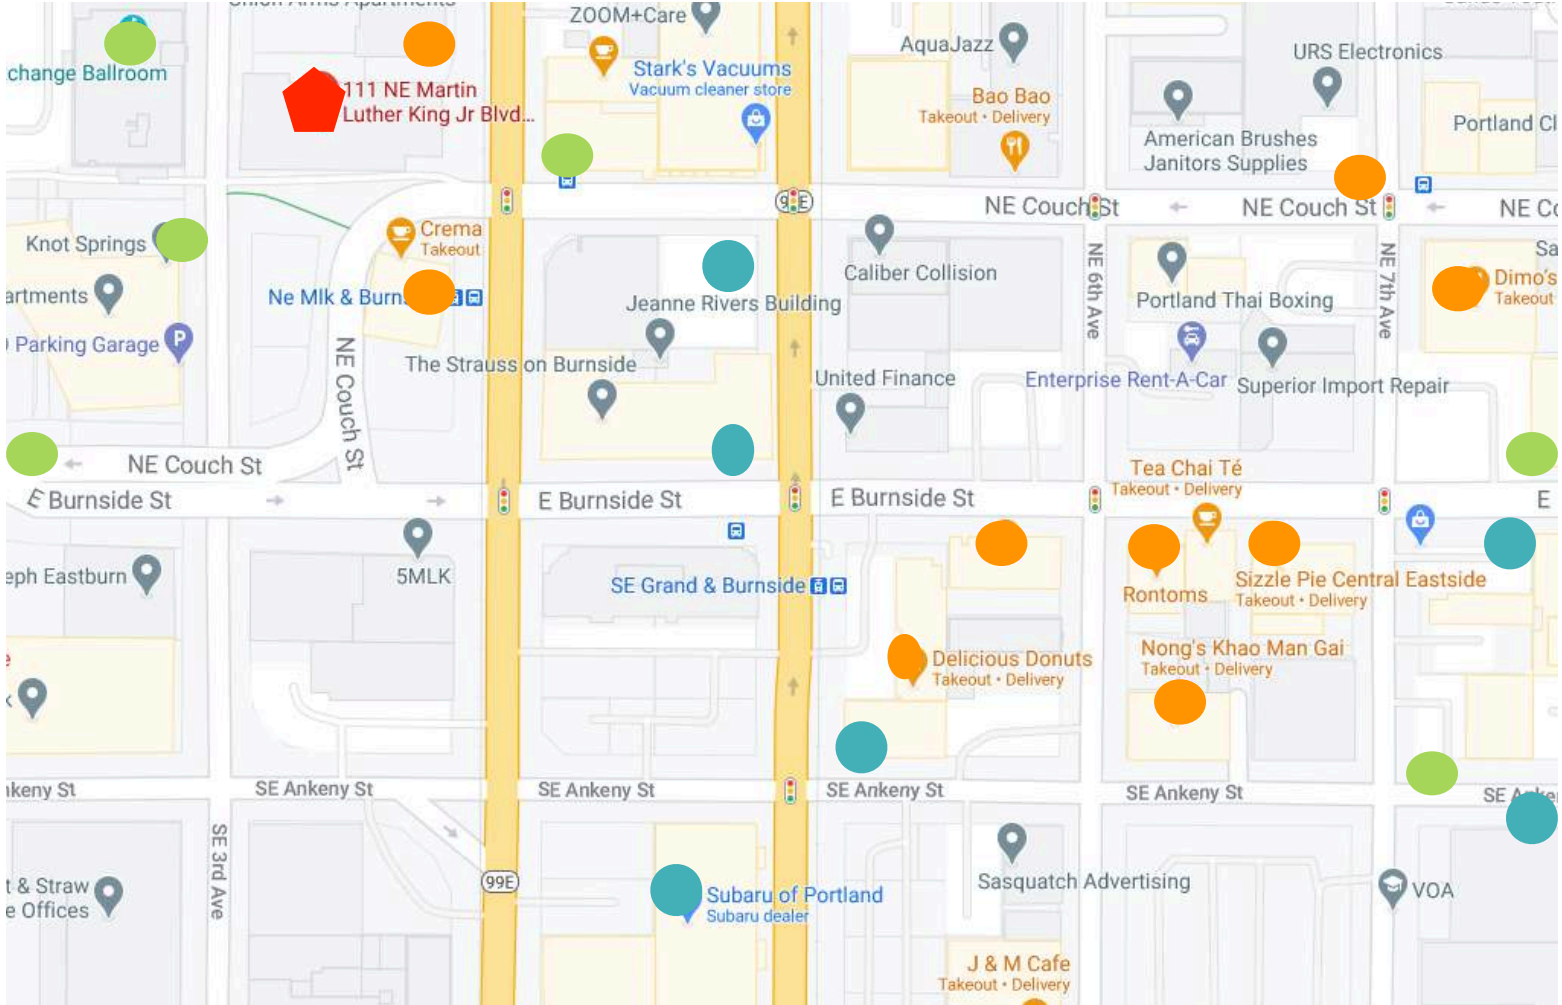 Union Arms Apartments
ZOOM+Care
AquaJazz
URS Electronics
change Ballroom
Stark's Vacuums
Vacuum cleaner store
111 NE Martin
Luther King Jr Blvd...
Bao Bao
Takeout • Delivery
Portland Cl
American Brushes
Janitors Supplies
NE Couch St
NE Couch St
NE Co
Knot Springs
Crema
Takeout
Caliber Collision
NE 6th Ave
NE 7th Ave
Sa
Dimo's
Takeout
artments
Ne Mlk & Burns
Jeanne Rivers Building
Portland Thai Boxing
Parking Garage
P
NE Couch St
The Strauss on Burnside
United Finance
Enterprise Rent-A-Car
Superior Import Repair
NE Couch St
Tea Chai Té
Takeout • Delivery
E Burnside St
E Burnside St
E Burnside St
E
5MLK
eph Eastburn
SE Grand & Burnside
Rontoms
Sizzle Pie Central Eastside
Takeout • Delivery
Delicious Donuts
Takeout • Delivery
Nong's Khao Man Gai
Takeout • Delivery
k
nkeny St
SE Ankeny St
SE Ankeny St
SE Ankeny St
SE Ankeny St
SE Anke
SE 3rd Ave
99E
t & Straw
e Offices
Subaru of Portland
Subaru dealer
Sasquatch Advertising
VOA
J & M Cafe
Takeout • Delivery